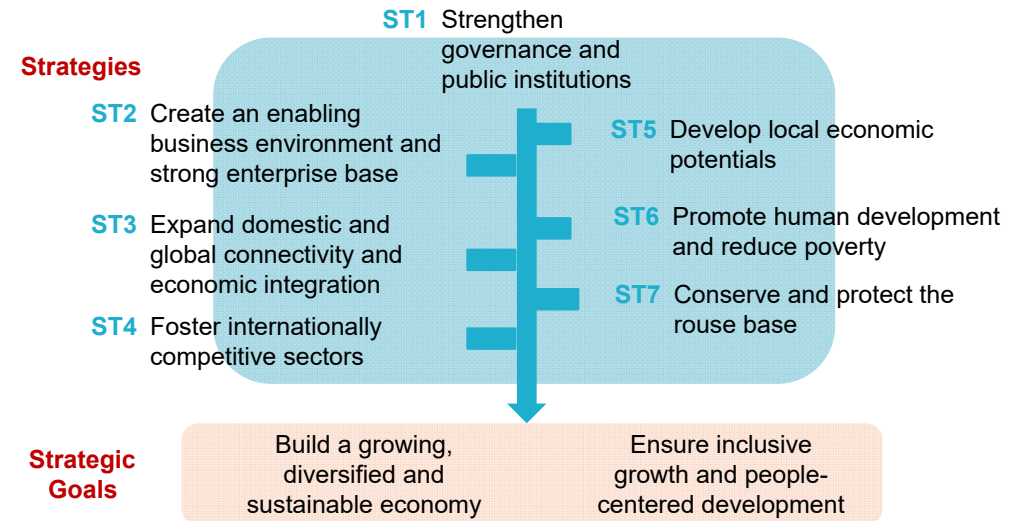 ST1 Strengthen
governance and
public institutions
Strategies
ST2 Create an enabling
business environment and
strong enterprise base
ST3 Expand domestic and
global connectivity and
economic integration
ST4 Foster internationally
competitive sectors
ST5 Develop local economic
potentials
ST6 Promote human development
and reduce poverty
ST7 Conserve and protect the
rouse base
Strategic
Goals
Build a growing,
diversified and
sustainable economy
Ensure inclusive
growth and people-
centered development